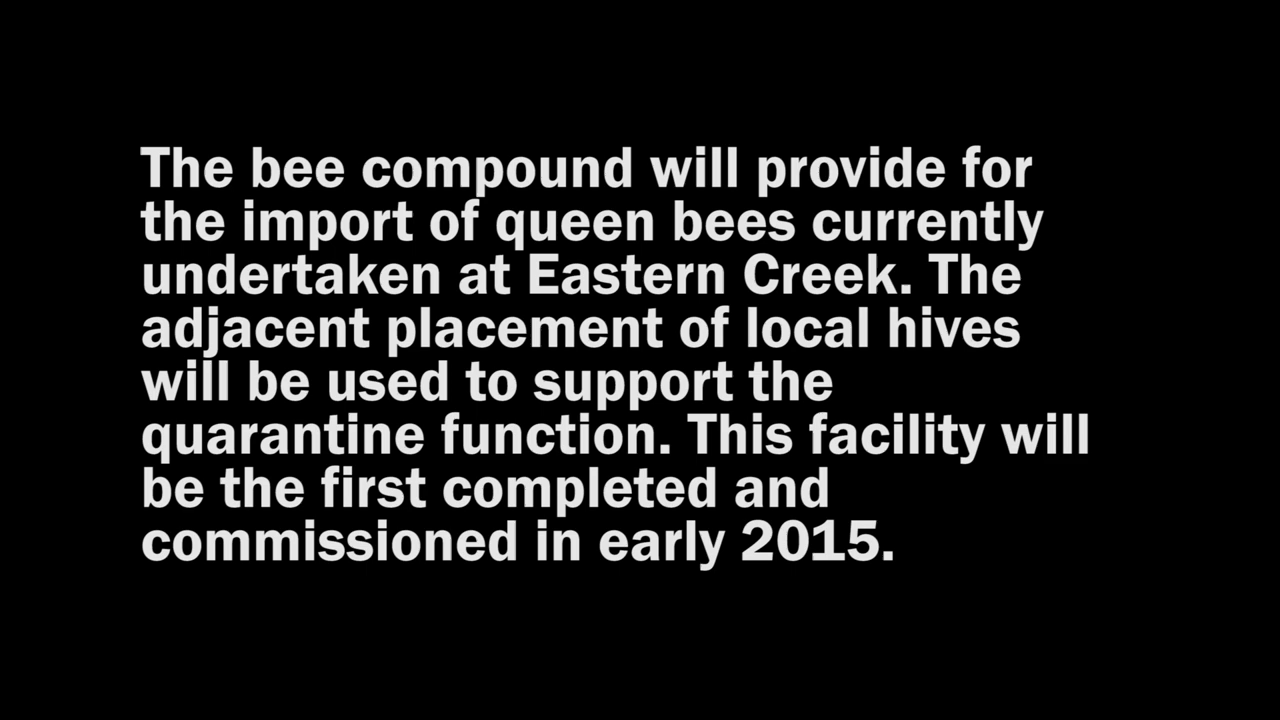 The bee compound will provide for
the import of queen bees currently
undertaken at Eastern Creek. The
adjacent placement of local hives
will be used to support the
quarantine function. This facility will
be the first completed and
commissioned in early 2015.